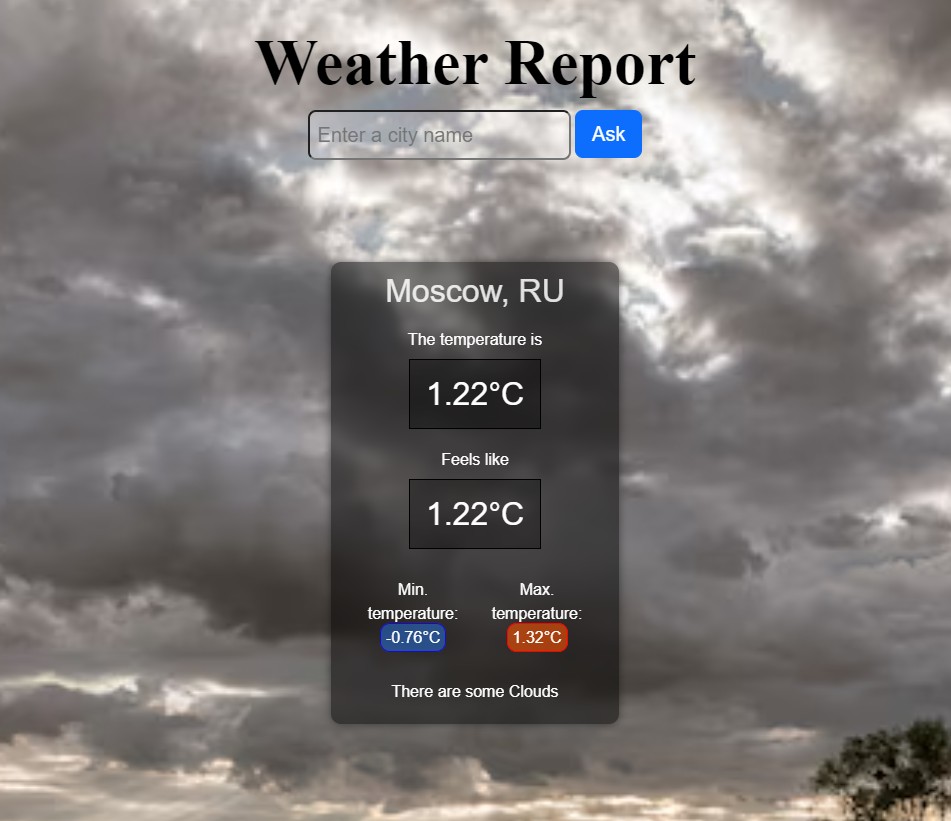 Weather Report
Enter a city name
Ask
Moscow, RU
The temperature is
1.22°C
Feels like
1.22°C
Min.
temperature:
-0.76°C
Max.
temperature:
1.32°C
There are some Clouds